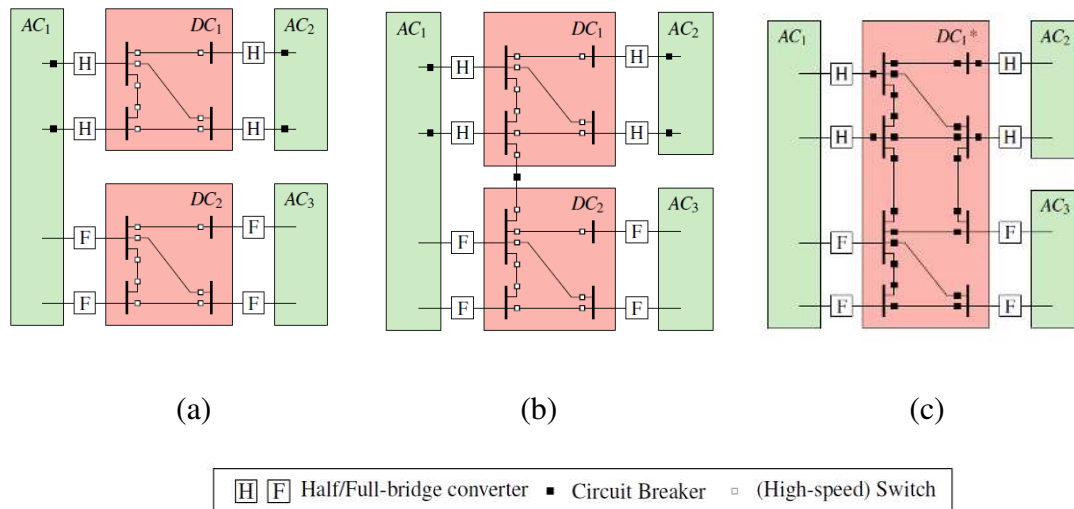 AC₁ DC₁ AC₂
H H
H H
DC₂ AC₃
F F
F F
(a)
AC₁ DC₁ AC₂
H H
H H
DC₂ AC₃
F F
F F
(b)
AC₁ DC₁* AC₂
H H
H H
AC₃
F F
F F
(c)
H F Half/Full-bridge converter ▪ Circuit Breaker ▫ (High-speed) Switch